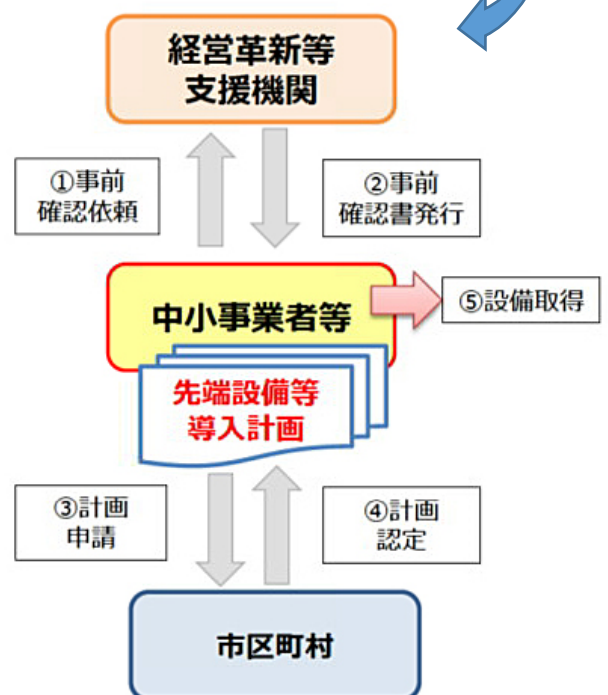 経営革新等
支援機関
①事前
確認依頼
②事前
確認書発行
中小事業者等
⑤設備取得
先端設備等
導入計画
③計画
申請
④計画
認定
市区町村